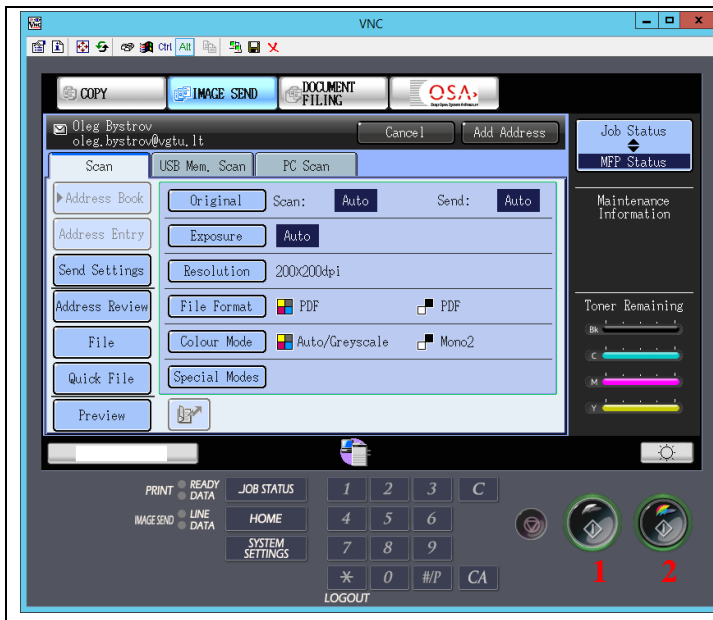 VNC
Ctrl Alt
COPY
IMAGE SEND
DOCUMENT
FILING
OSA
Oleg Bystrov
oleg.bystrov@vgtu.lt
Cancel
Add Address
Job Status
MFP Status
Scan
USB Mem. Scan
PC Scan
Address Book
Original
Scan:
Auto
Send:
Auto
Maintenance
Information
Address Entry
Exposure
Auto
Send Settings
Resolution
200X200dpi
Address Review
File Format
PDF
PDF
Toner Remaining
Bk
File
Colour Mode
Auto/Greyscale
Mono2
C
Quick File
Special Modes
M
Preview
Y
PRINT
READY
DATA
JOB STATUS
1 2 3 C
IMAGE SEND
LINE
DATA
HOME
4 5 6
SYSTEM
SETTINGS
7 8 9
* 0 #/P CA
LOGOUT
1 2